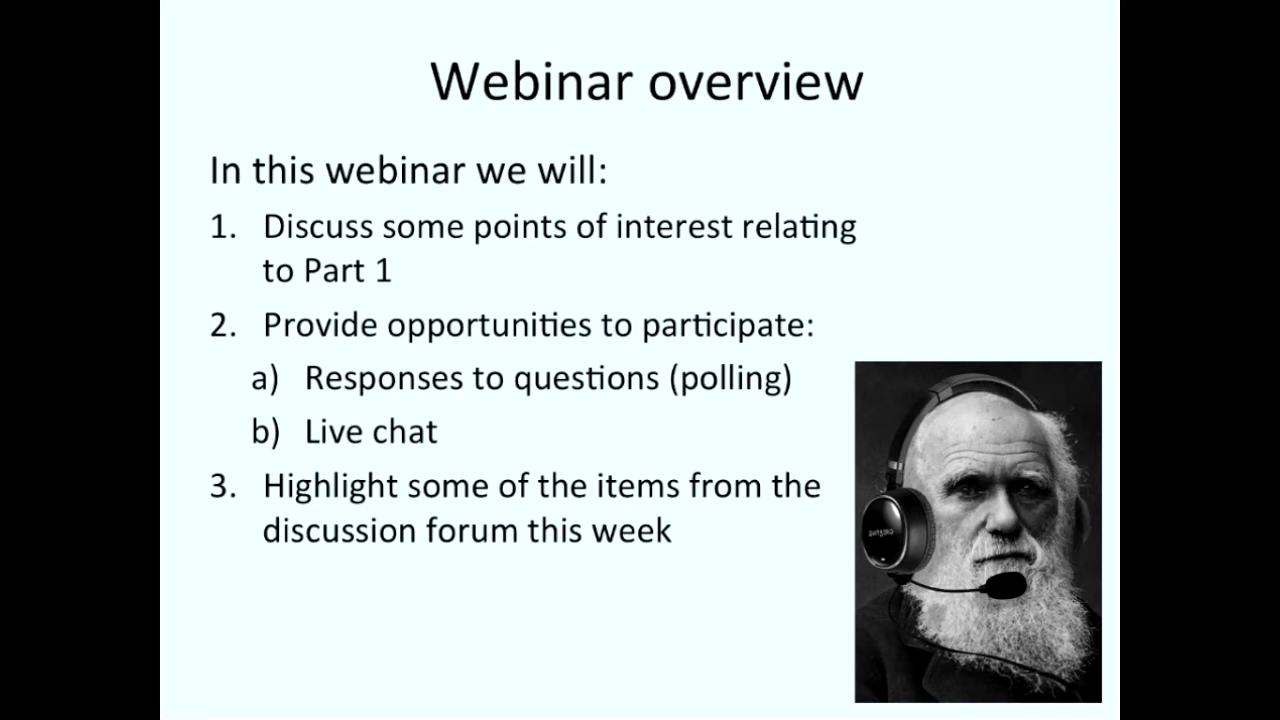 Webinar overview
In this webinar we will:
1. Discuss some points of interest relating
to Part 1
2. Provide opportunities to participate:
a) Responses to questions (polling)
b) Live chat
3. Highlight some of the items from the
discussion forum this week